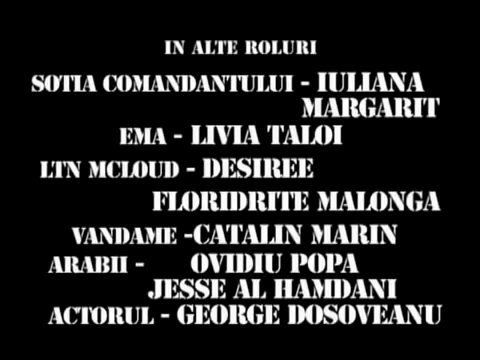 IN ALTE ROLURI
SOTIA COMANDANTULUI - IULIANA
MARGARIT
EMA - LIVIA TALOI
LTN MCLOUD - DESIREE
FLORIDRITE MALONGA
VANDAME -CATALIN MARIN
ARABII - OVIDIU POPA
JESSE AL HAMDANI
ACTORUL - GEORGE DOSOVEANU